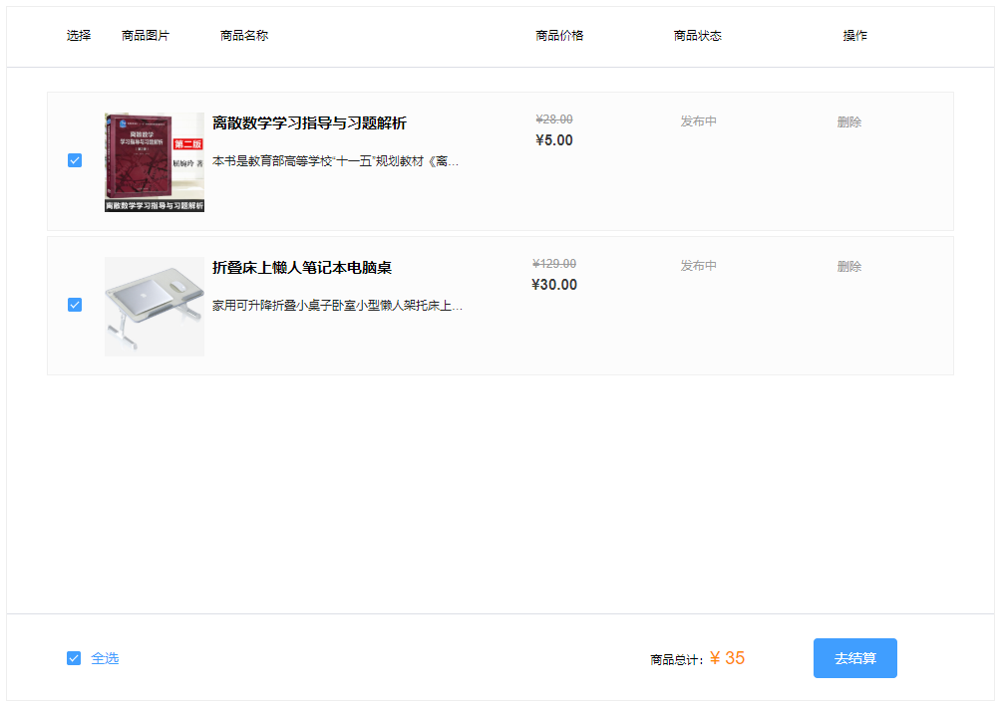 选择 商品图片 商品名称 商品价格 商品状态 操作
离散数学学习指导与习题解析 ¥28.00 发布中 删除
¥5.00
本书是教育部高等学校“十一五”规划教材《离...
离散数学
学习指导与习题解析
第二版
屈婉玲 著
离散数学学习指导与习题解析
折叠床上懒人笔记本电脑桌 ¥129.00 发布中 删除
¥30.00
家用可升降折叠小桌子卧室小型懒人架托床上...
全选 商品总计: ¥ 35 去结算